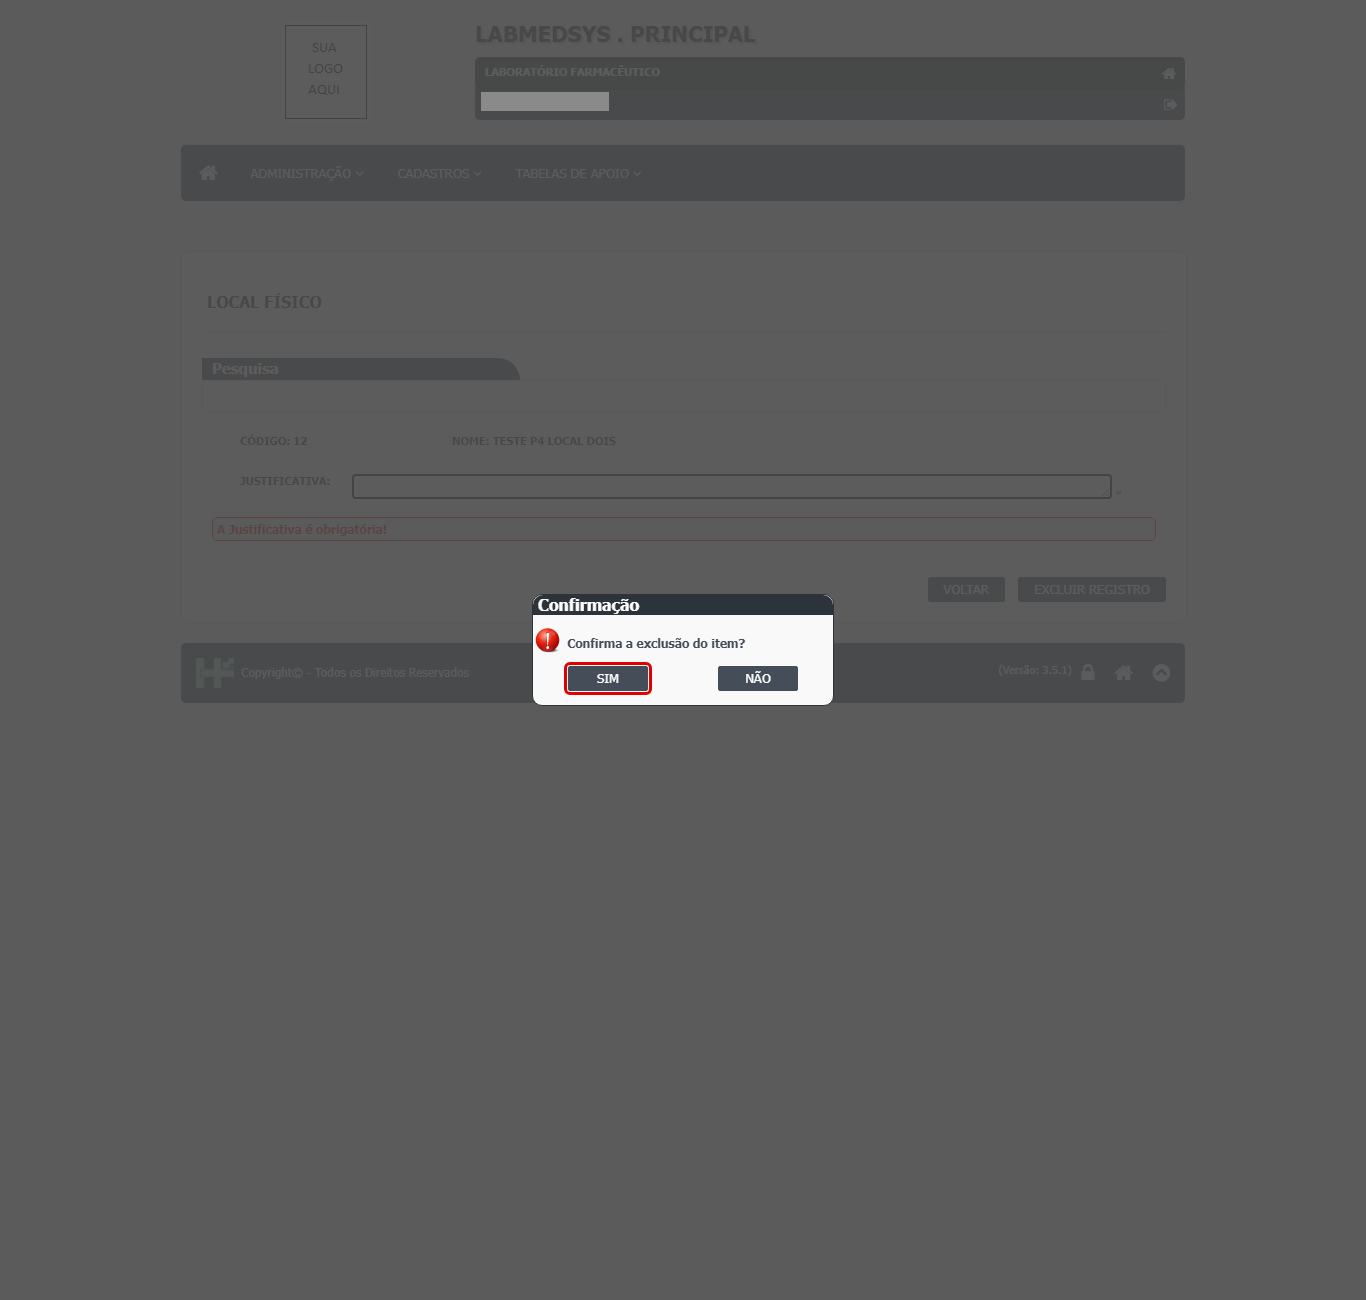 SUA
LOGO
AQUI
LABMEDSYS . PRINCIPAL
LABORATÓRIO FARMACÊUTICO
ADMINISTRAÇÃO
CADASTROS
TABELAS DE APOIO
LOCAL FÍSICO
Pesquisa
CÓDIGO: 12
NOME: TESTE P4 LOCAL DOIS
JUSTIFICATIVA:
*
A Justificativa é obrigatória!
VOLTAR
EXCLUIR REGISTRO
Confirmação
Confirma a exclusão do item?
SIM
NÃO
Copyright© - Todos os Direitos Reservados
(Versão: 3.5.1)